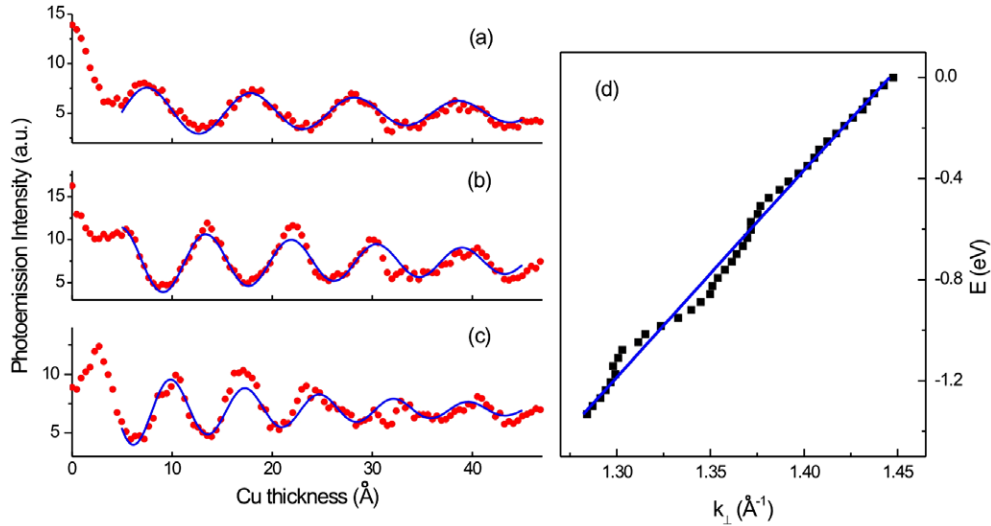 Photoemission Intensity (a.u.)
15
10
5
(a)
15
10
5
(b)
10
5
(c)
0 10 20 30 40
Cu thickness (Å)
(d)
0.0
-0.4
-0.8
-1.2
E (eV)
1.30 1.35 1.40 1.45
k⊥ (Å⁻¹)